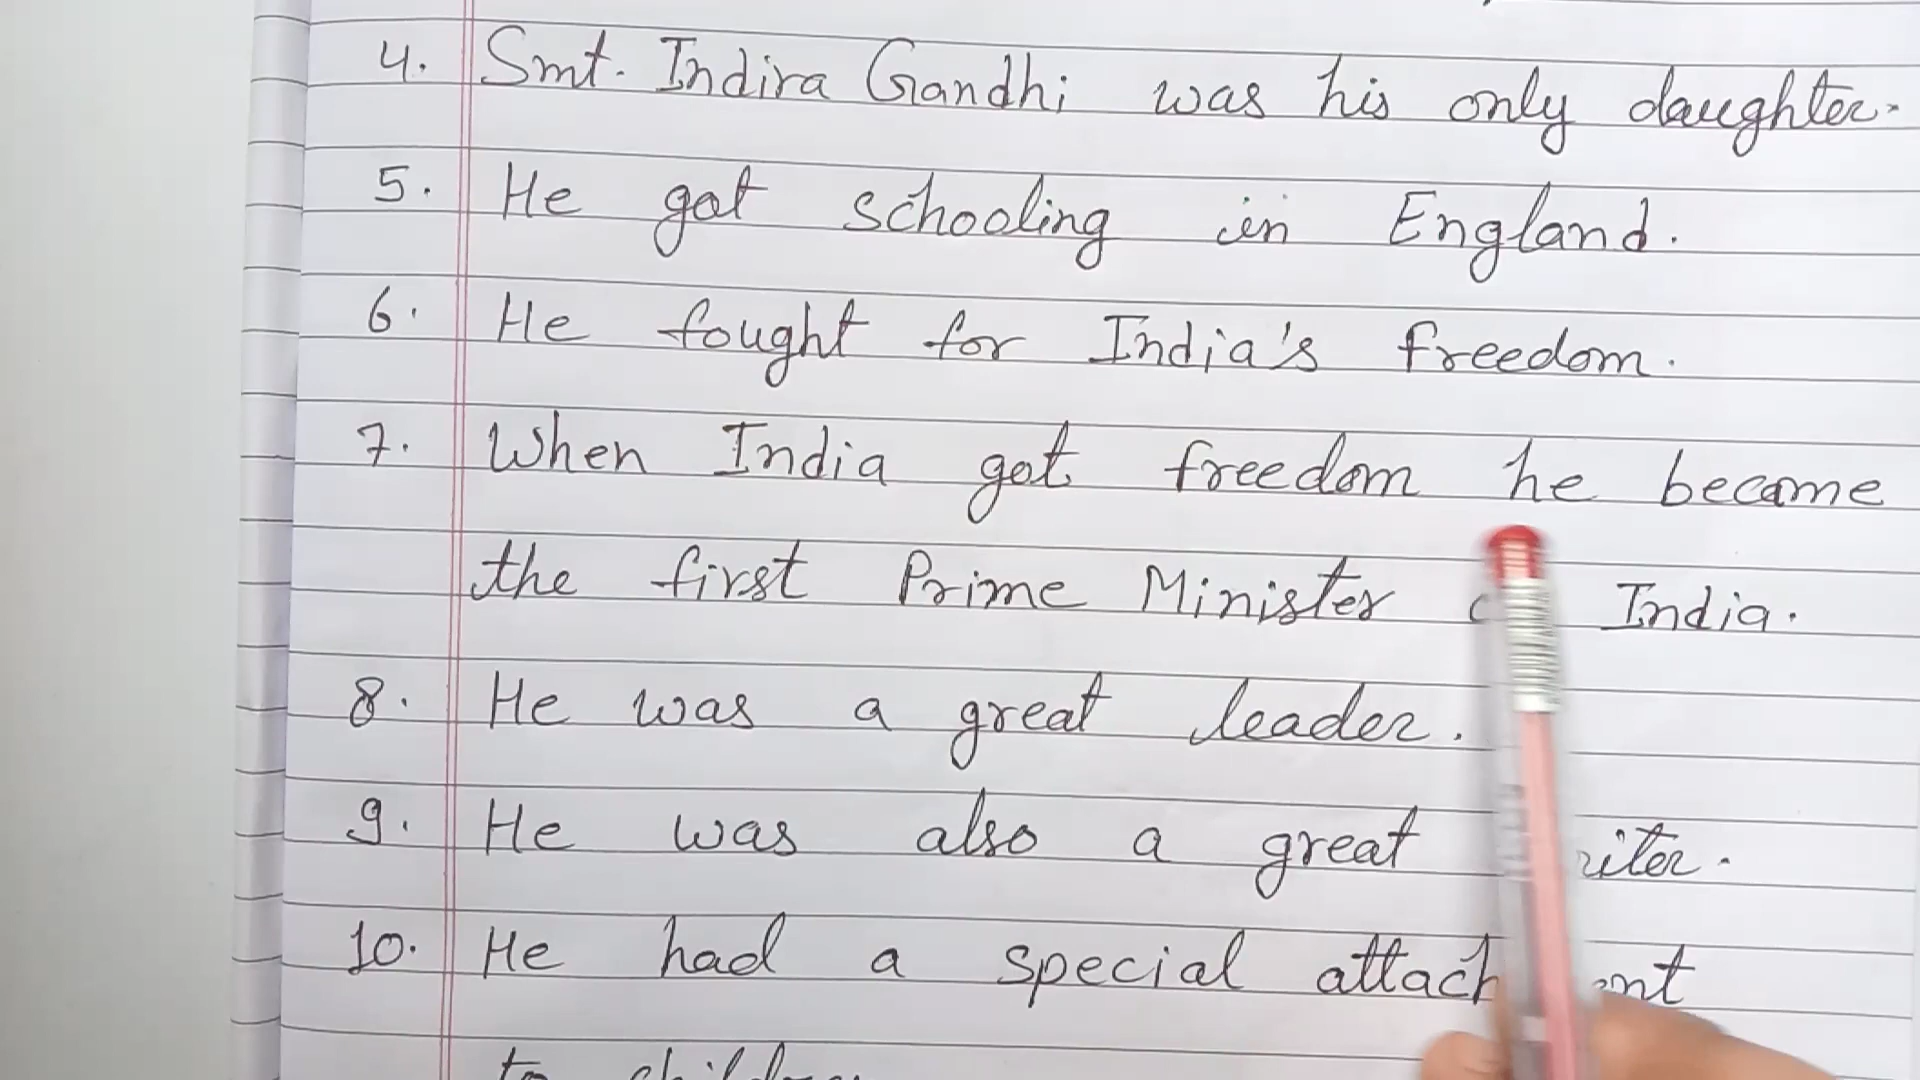 4. Smt. Indira Gandhi was his only daughter.
5. He got schooling in England.
6. He fought for India's freedom.
7. When India got freedom he became
the first Prime Minister India.
8. He was a great leader.
9. He was also a great
10. He had a special
to